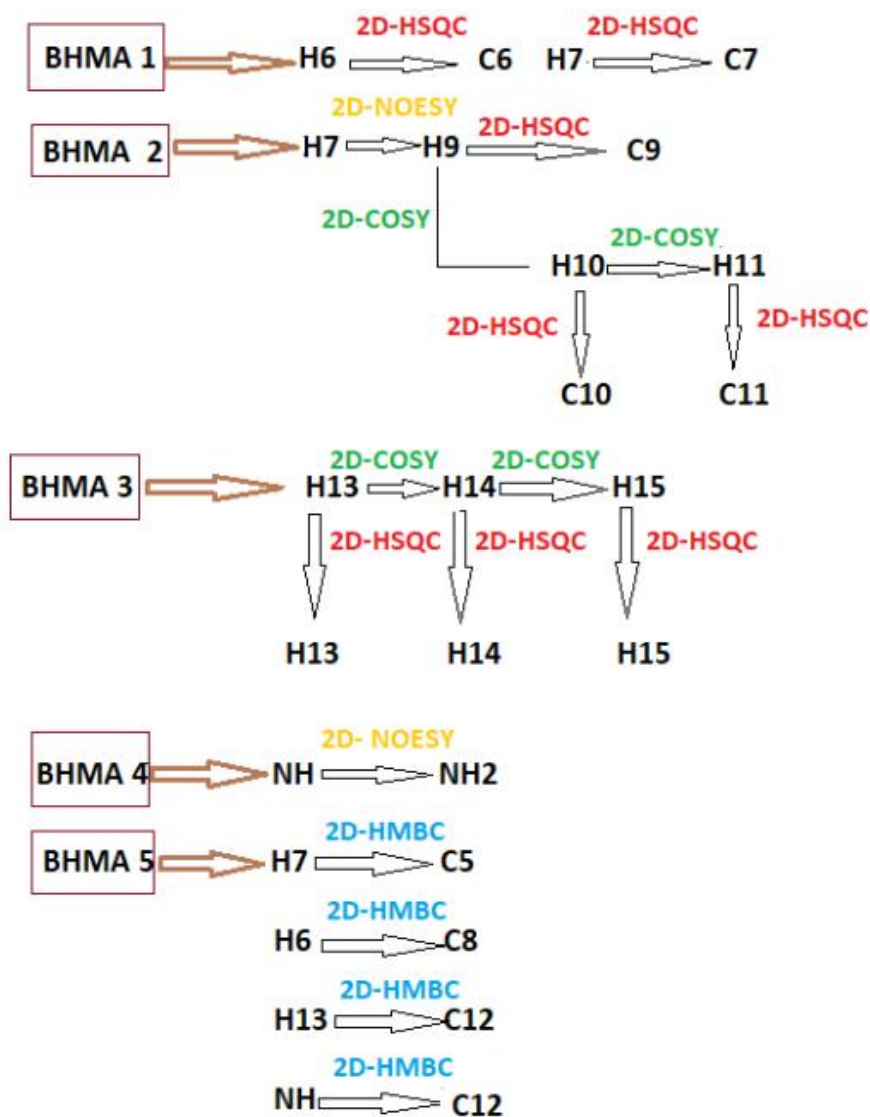 2D-HSQC 2D-HSQC
BHMA 1 H6 C6 H7 C7
2D-NOESY
2D-HSQC
BHMA 2 H7 H9 C9
2D-COSY 2D-COSY
H10 H11
2D-HSQC 2D-HSQC
C10 C11
2D-COSY 2D-COSY
BHMA 3 H13 H14 H15
2D-HSQC 2D-HSQC 2D-HSQC
H13 H14 H15
2D- NOESY
BHMA 4 NH NH2
2D-HMBC
BHMA 5 H7 C5
2D-HMBC
H6 C8
2D-HMBC
H13 C12
2D-HMBC
NH C12